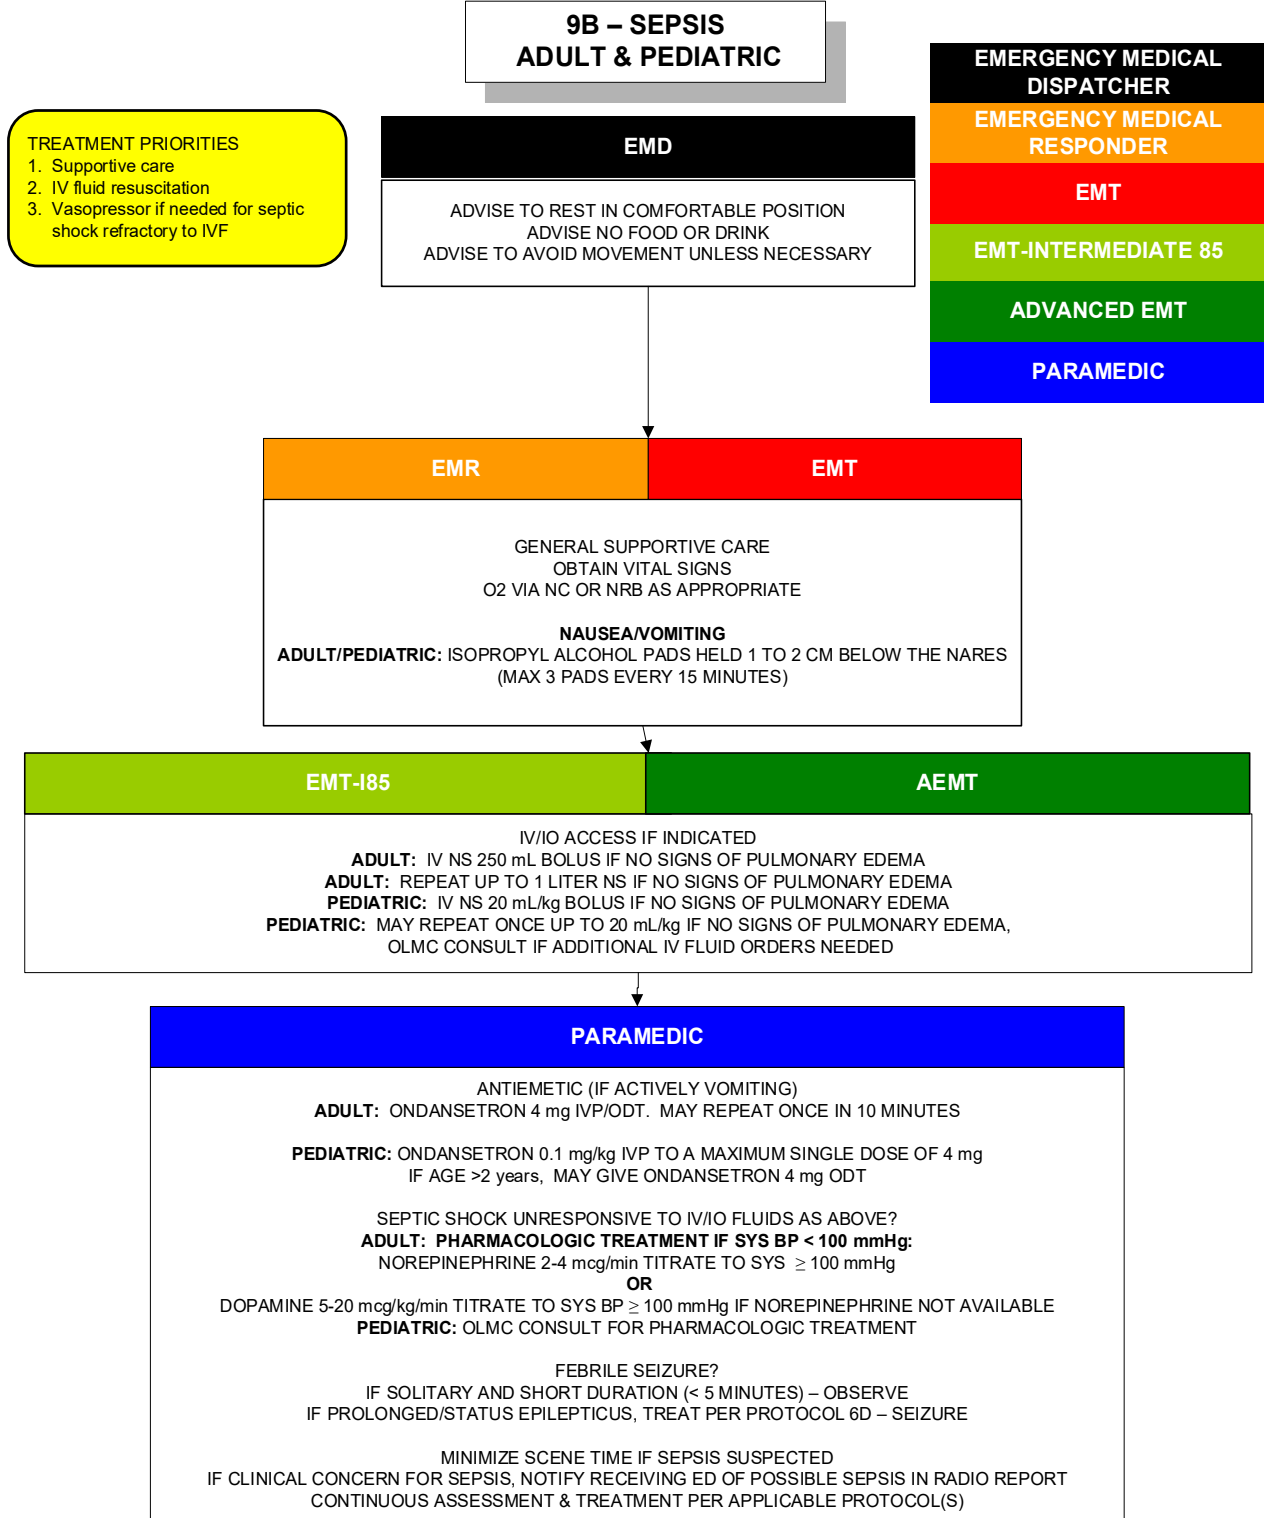 9B – SEPSIS
ADULT & PEDIATRIC
TREATMENT PRIORITIES
1. Supportive care
2. IV fluid resuscitation
3. Vasopressor if needed for septic
shock refractory to IVF
EMERGENCY MEDICAL
DISPATCHER
EMERGENCY MEDICAL
RESPONDER
EMT
EMT-INTERMEDIATE 85
ADVANCED EMT
PARAMEDIC
EMD
ADVISE TO REST IN COMFORTABLE POSITION
ADVISE NO FOOD OR DRINK
ADVISE TO AVOID MOVEMENT UNLESS NECESSARY
EMR
EMT
GENERAL SUPPORTIVE CARE
OBTAIN VITAL SIGNS
O2 VIA NC OR NRB AS APPROPRIATE
NAUSEA/VOMITING
ADULT/PEDIATRIC: ISOPROPYL ALCOHOL PADS HELD 1 TO 2 CM BELOW THE NARES
(MAX 3 PADS EVERY 15 MINUTES)
EMT-I85
AEMT
IV/IO ACCESS IF INDICATED
ADULT: IV NS 250 mL BOLUS IF NO SIGNS OF PULMONARY EDEMA
ADULT: REPEAT UP TO 1 LITER NS IF NO SIGNS OF PULMONARY EDEMA
PEDIATRIC: IV NS 20 mL/kg BOLUS IF NO SIGNS OF PULMONARY EDEMA
PEDIATRIC: MAY REPEAT ONCE UP TO 20 mL/kg IF NO SIGNS OF PULMONARY EDEMA,
OLMC CONSULT IF ADDITIONAL IV FLUID ORDERS NEEDED
PARAMEDIC
ANTIEMETIC (IF ACTIVELY VOMITING)
ADULT: ONDANSETRON 4 mg IVP/ODT. MAY REPEAT ONCE IN 10 MINUTES
PEDIATRIC: ONDANSETRON 0.1 mg/kg IVP TO A MAXIMUM SINGLE DOSE OF 4 mg
IF AGE >2 years, MAY GIVE ONDANSETRON 4 mg ODT
SEPTIC SHOCK UNRESPONSIVE TO IV/IO FLUIDS AS ABOVE?
ADULT: PHARMACOLOGIC TREATMENT IF SYS BP < 100 mmHg:
NOREPINEPHRINE 2-4 mcg/min TITRATE TO SYS ≥ 100 mmHg
OR
DOPAMINE 5-20 mcg/kg/min TITRATE TO SYS BP ≥ 100 mmHg IF NOREPINEPHRINE NOT AVAILABLE
PEDIATRIC: OLMC CONSULT FOR PHARMACOLOGIC TREATMENT
FEBRILE SEIZURE?
IF SOLITARY AND SHORT DURATION (< 5 MINUTES) – OBSERVE
IF PROLONGED/STATUS EPILEPTICUS, TREAT PER PROTOCOL 6D – SEIZURE
MINIMIZE SCENE TIME IF SEPSIS SUSPECTED
IF CLINICAL CONCERN FOR SEPSIS, NOTIFY RECEIVING ED OF POSSIBLE SEPSIS IN RADIO REPORT
CONTINUOUS ASSESSMENT & TREATMENT PER APPLICABLE PROTOCOL(S)